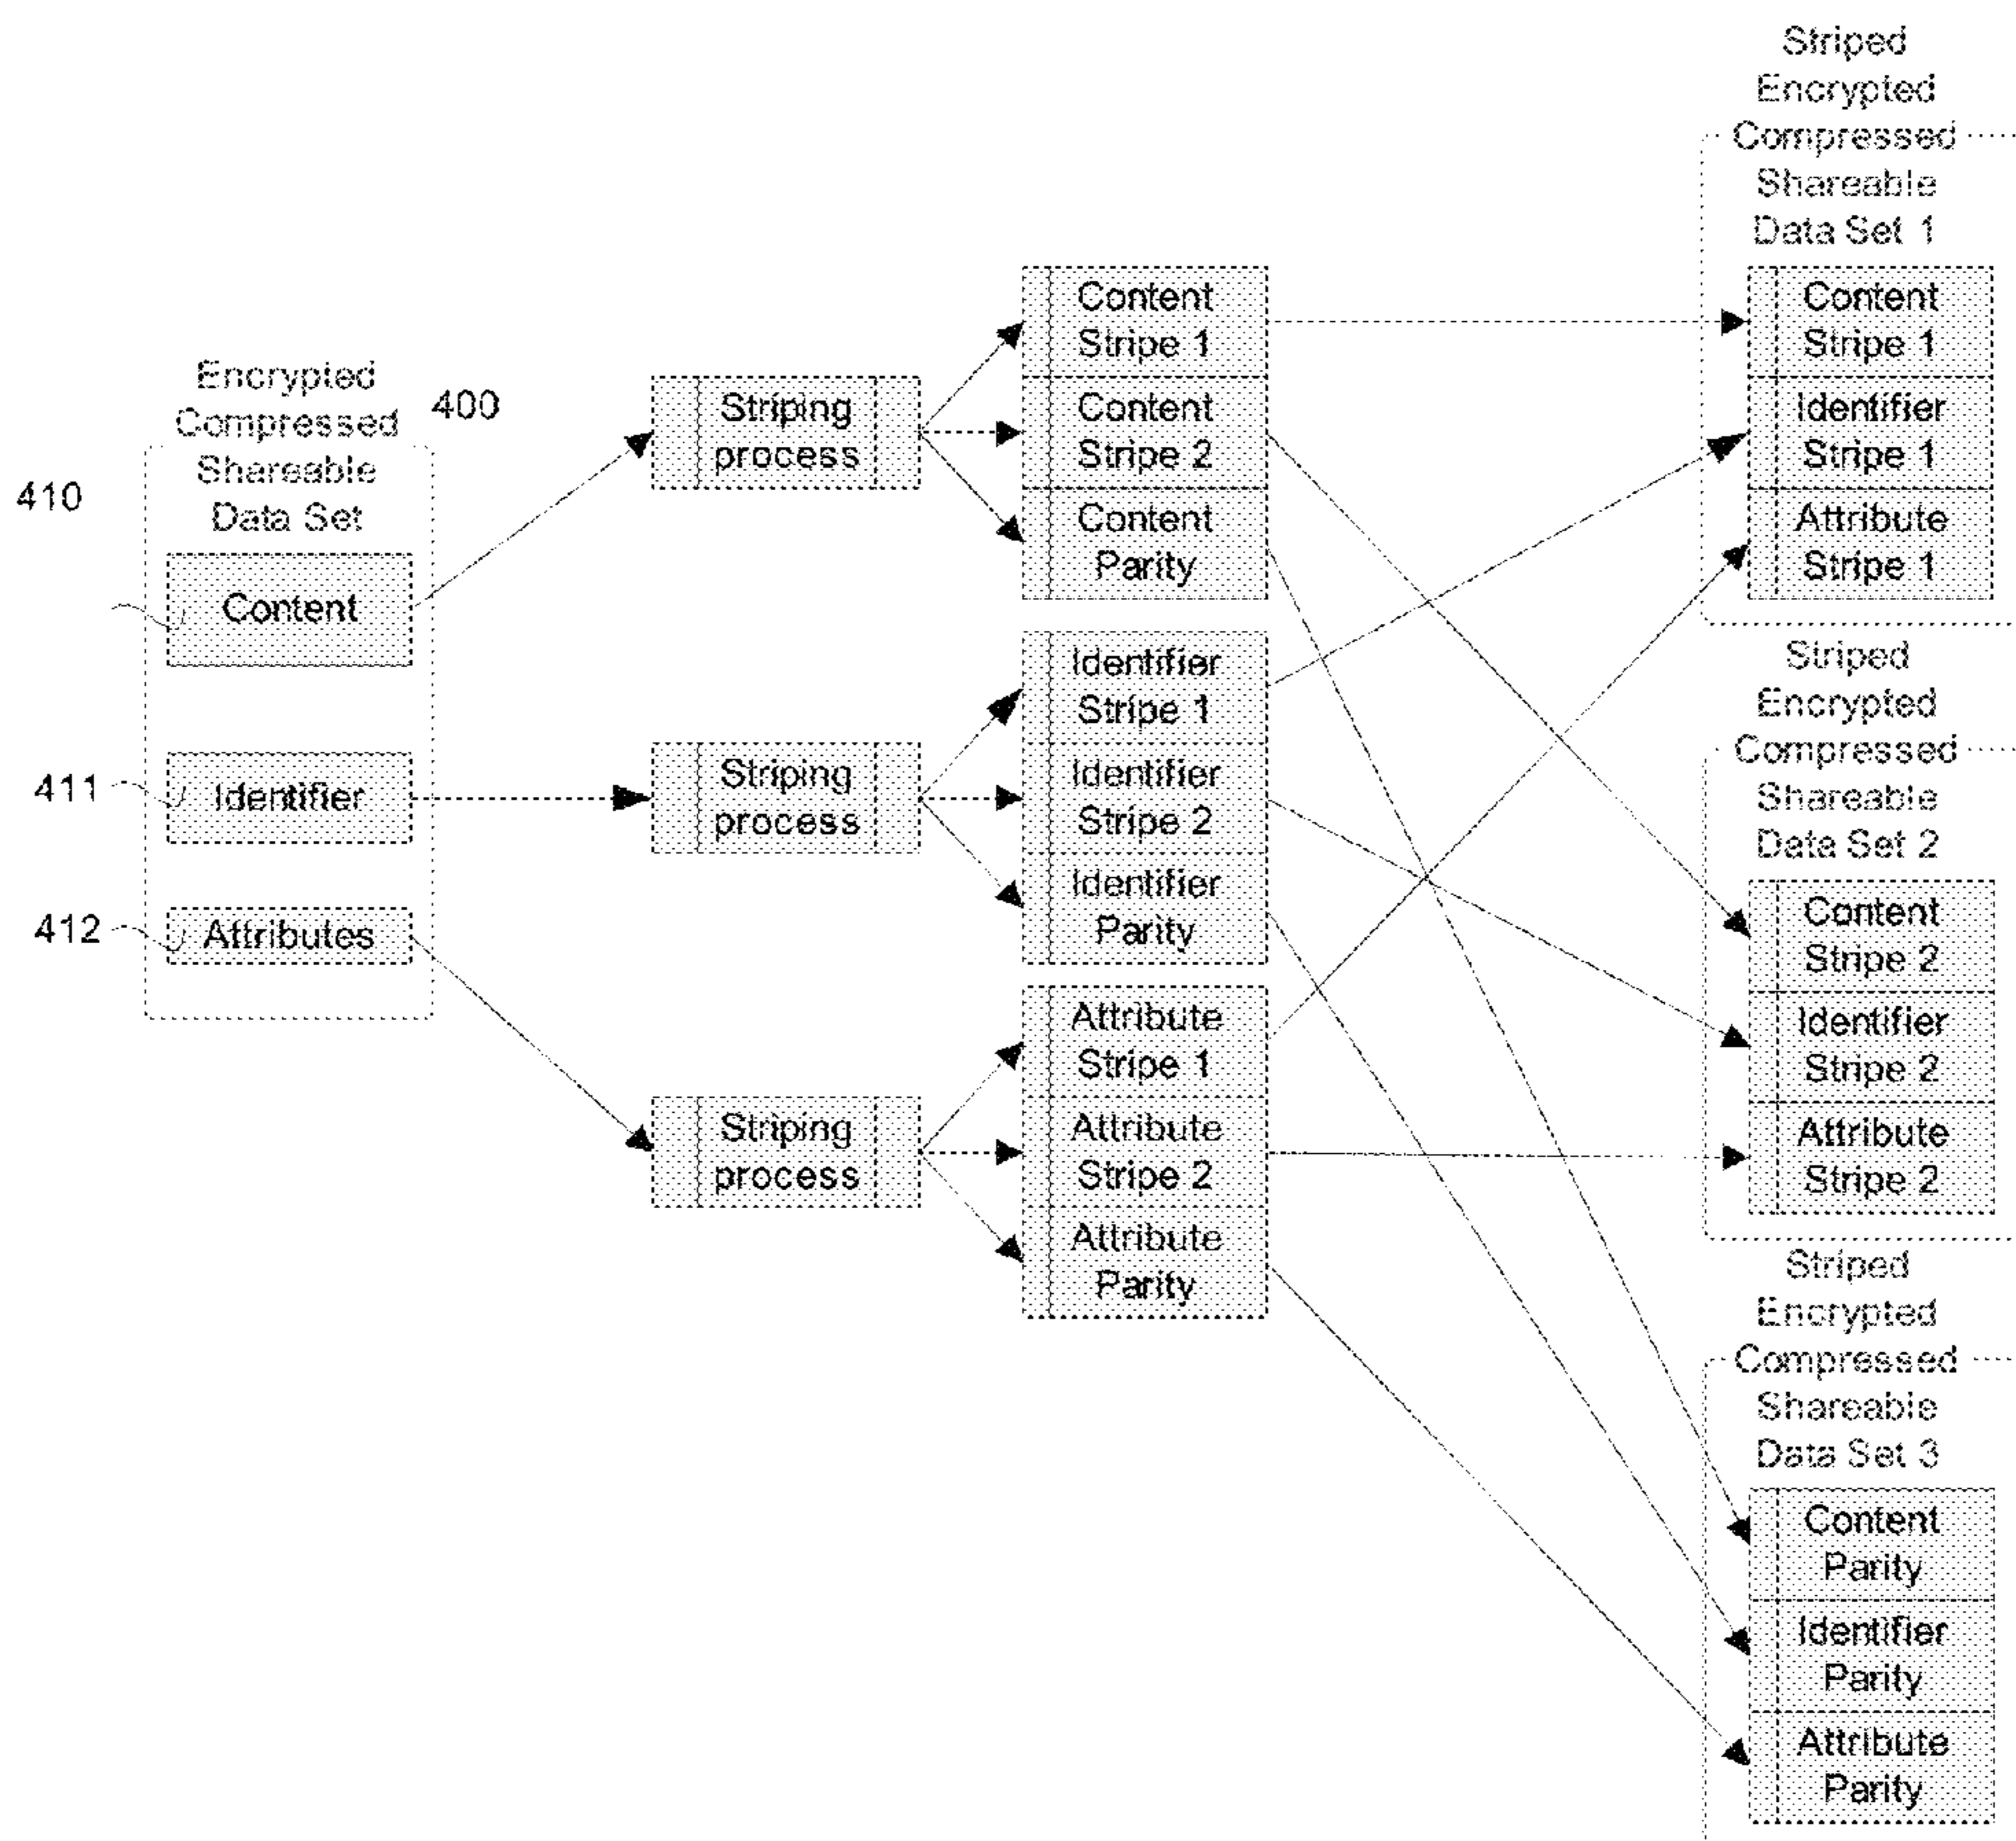 Encrypted
Compressed
Shareable
Data Set
400
410
Content
411
Identifier
412
Attributes
Striping
process
Striping
process
Striping
process
Content
Stripe 1
Content
Stripe 2
Content
Parity
Identifier
Stripe 1
Identifier
Stripe 2
Identifier
Parity
Attribute
Stripe 1
Attribute
Stripe 2
Attribute
Parity
Striped
Encrypted
Compressed
Shareable
Data Set 1
Content
Stripe 1
Identifier
Stripe 1
Attribute
Stripe 1
Striped
Encrypted
Compressed
Shareable
Data Set 2
Content
Stripe 2
Identifier
Stripe 2
Attribute
Stripe 2
Striped
Encrypted
Compressed
Shareable
Data Set 3
Content
Parity
Identifier
Parity
Attribute
Parity